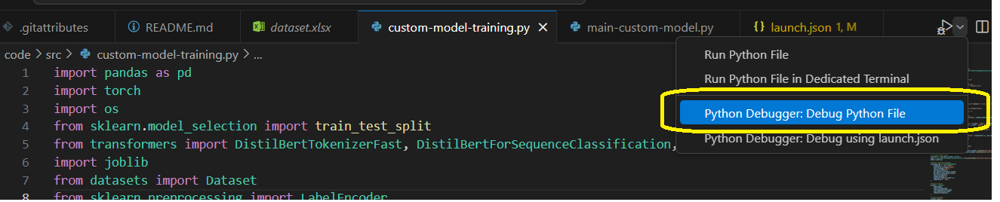 .gitattributes
README.md
dataset.xlsx
custom-model-training.py
main-custom-model.py
{} launch.json 1, M
code > src > custom-model-training.py > ...
Run Python File
Run Python File in Dedicated Terminal
Python Debugger: Debug Python File
Python Debugger: Debug using launch.json
1 import pandas as pd
2 import torch
3 import os
4 from sklearn.model_selection import train_test_split
5 from transformers import DistilBertTokenizerFast, DistilBertForSequenceClassification,
6 import joblib
7 from datasets import Dataset
8 from sklearn.preprocessing import LabelEncoder